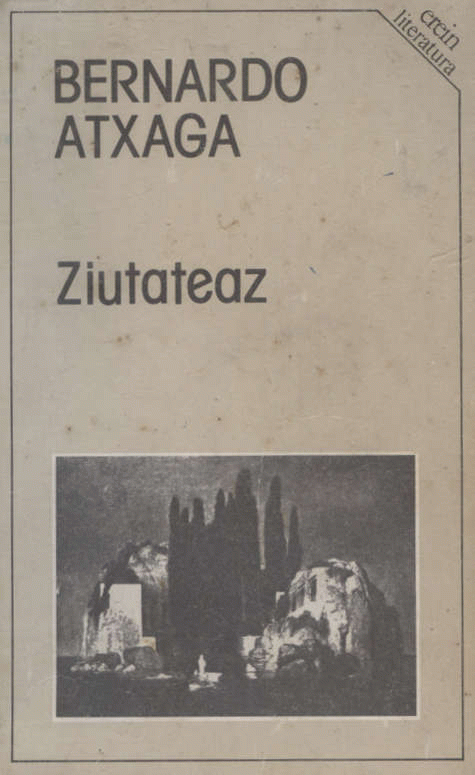 erein
literatura
BERNARDO
ATXAGA
Ziutateaz